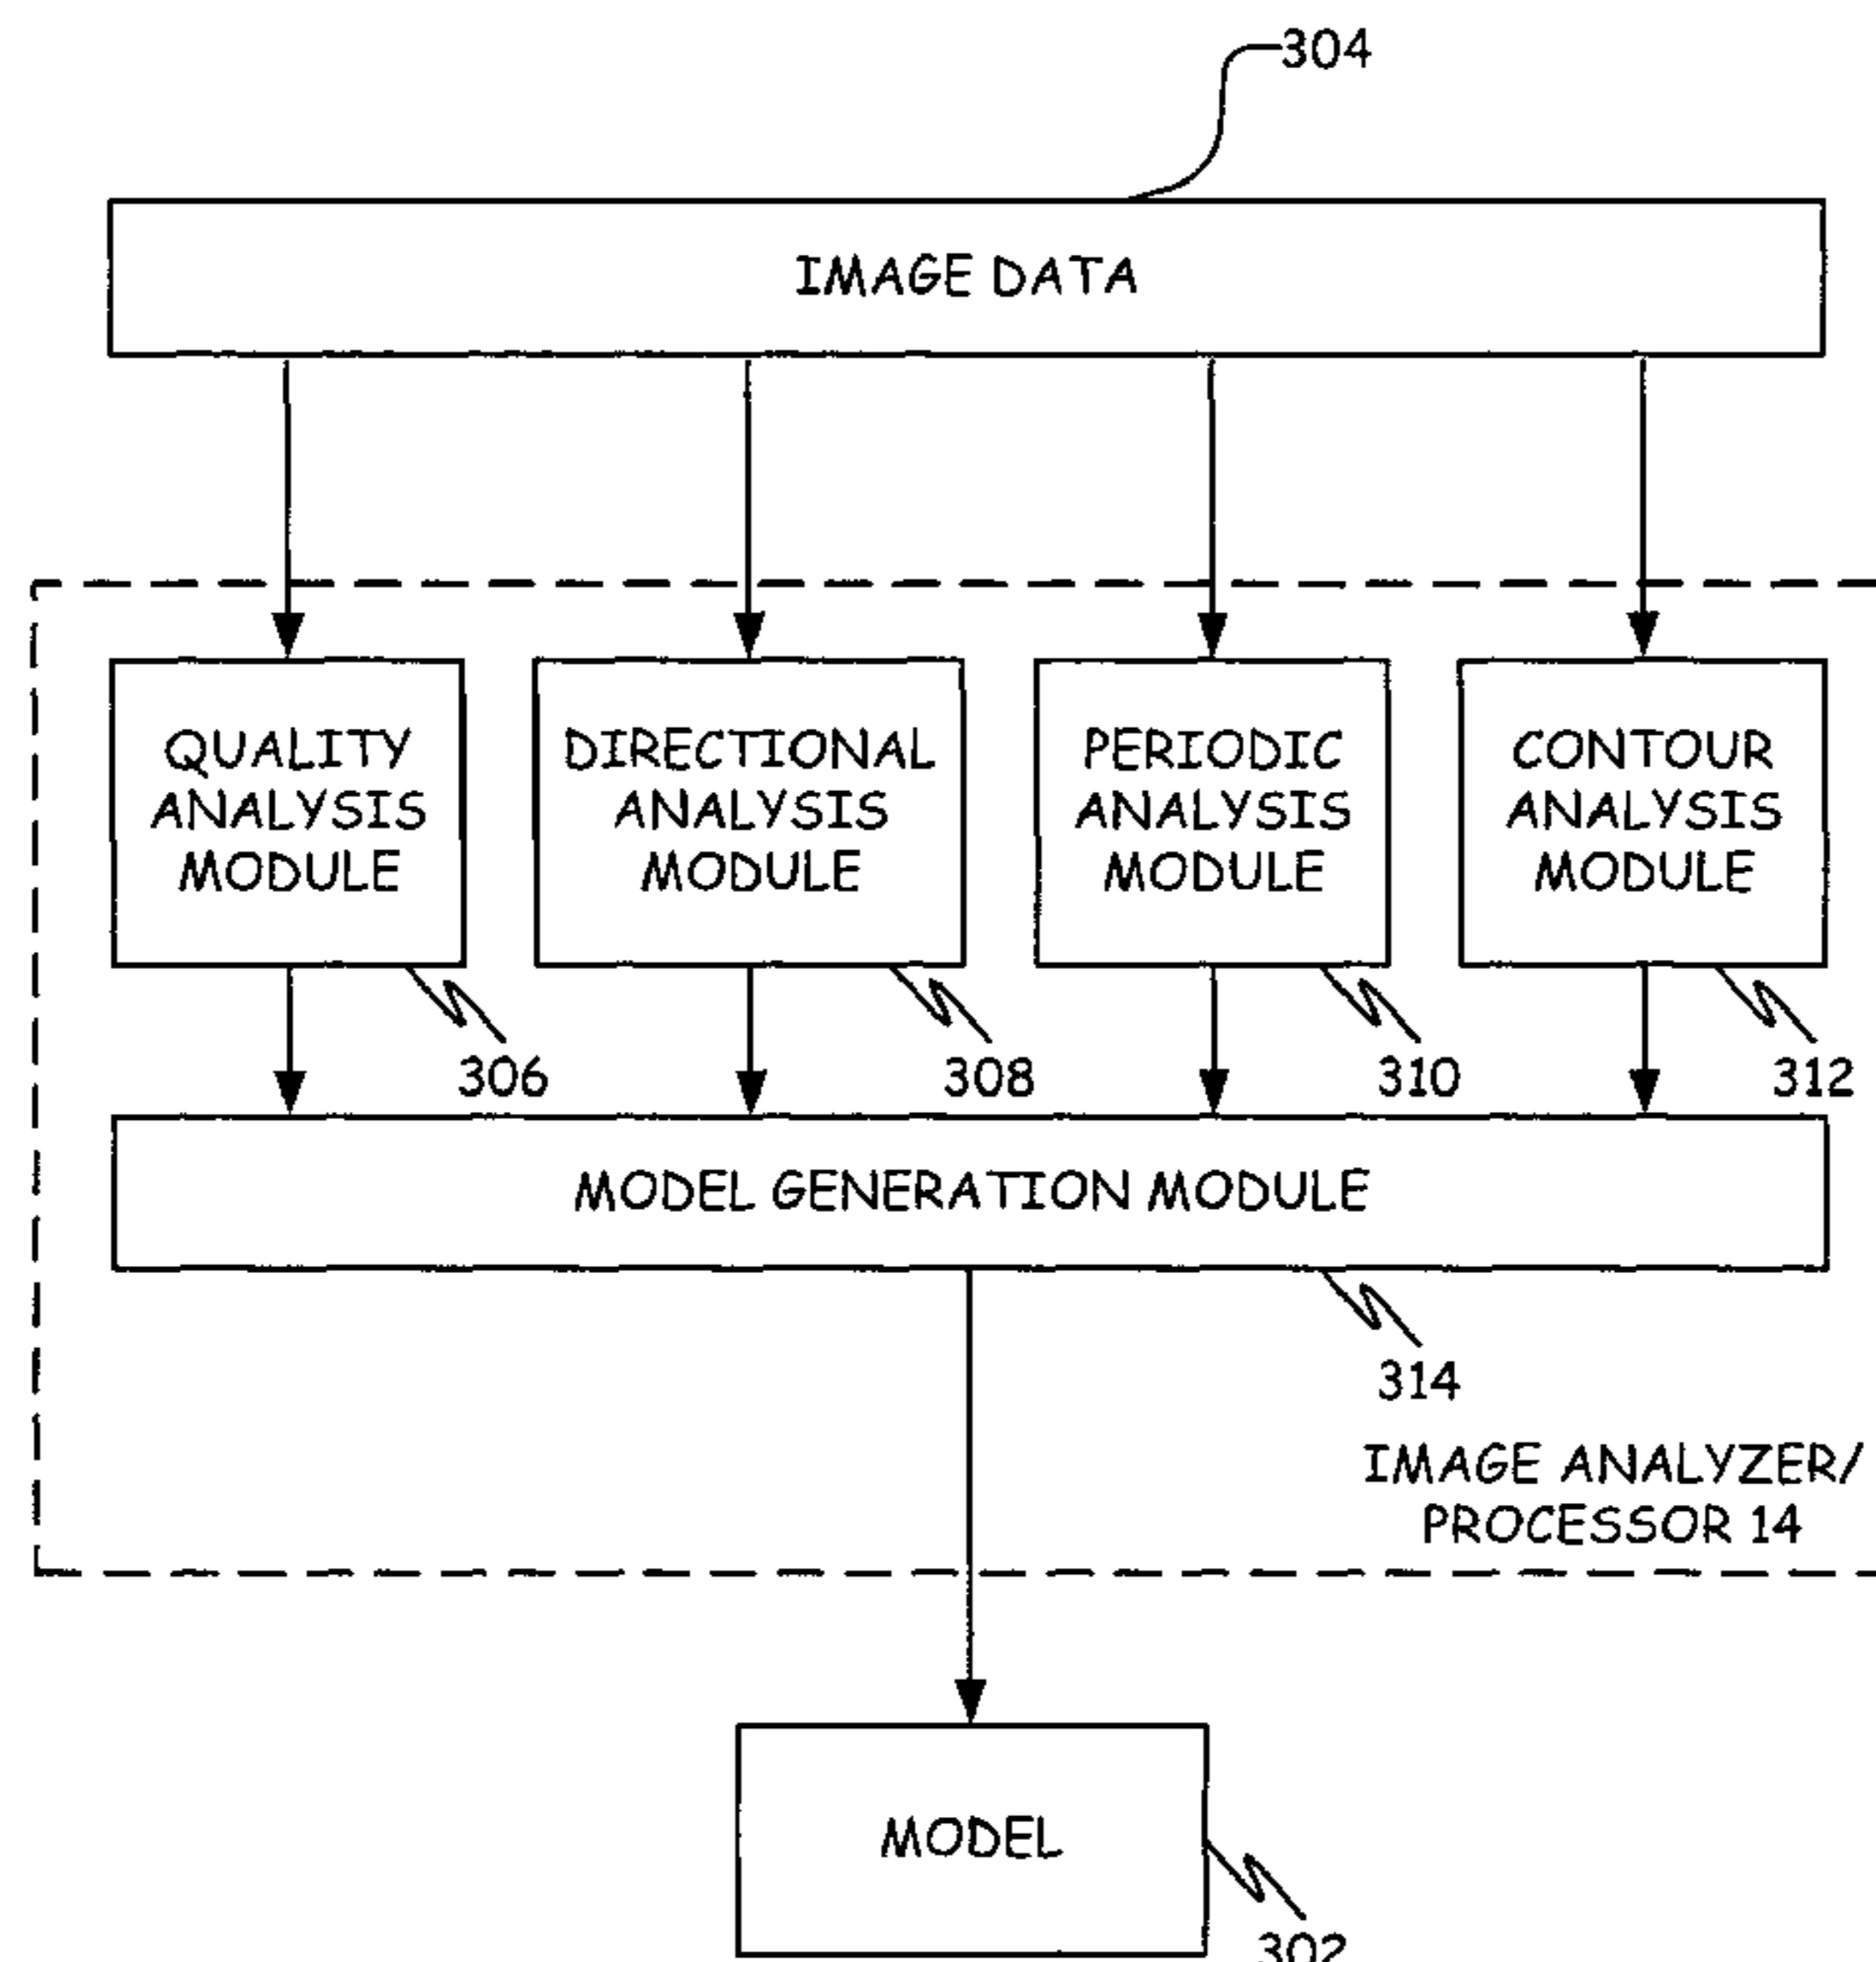 304
IMAGE DATA
QUALITY
ANALYSIS
MODULE
DIRECTIONAL
ANALYSIS
MODULE
PERIODIC
ANALYSIS
MODULE
CONTOUR
ANALYSIS
MODULE
306
308
310
312
MODEL GENERATION MODULE
314
IMAGE ANALYZER/
PROCESSOR 14
MODEL
302